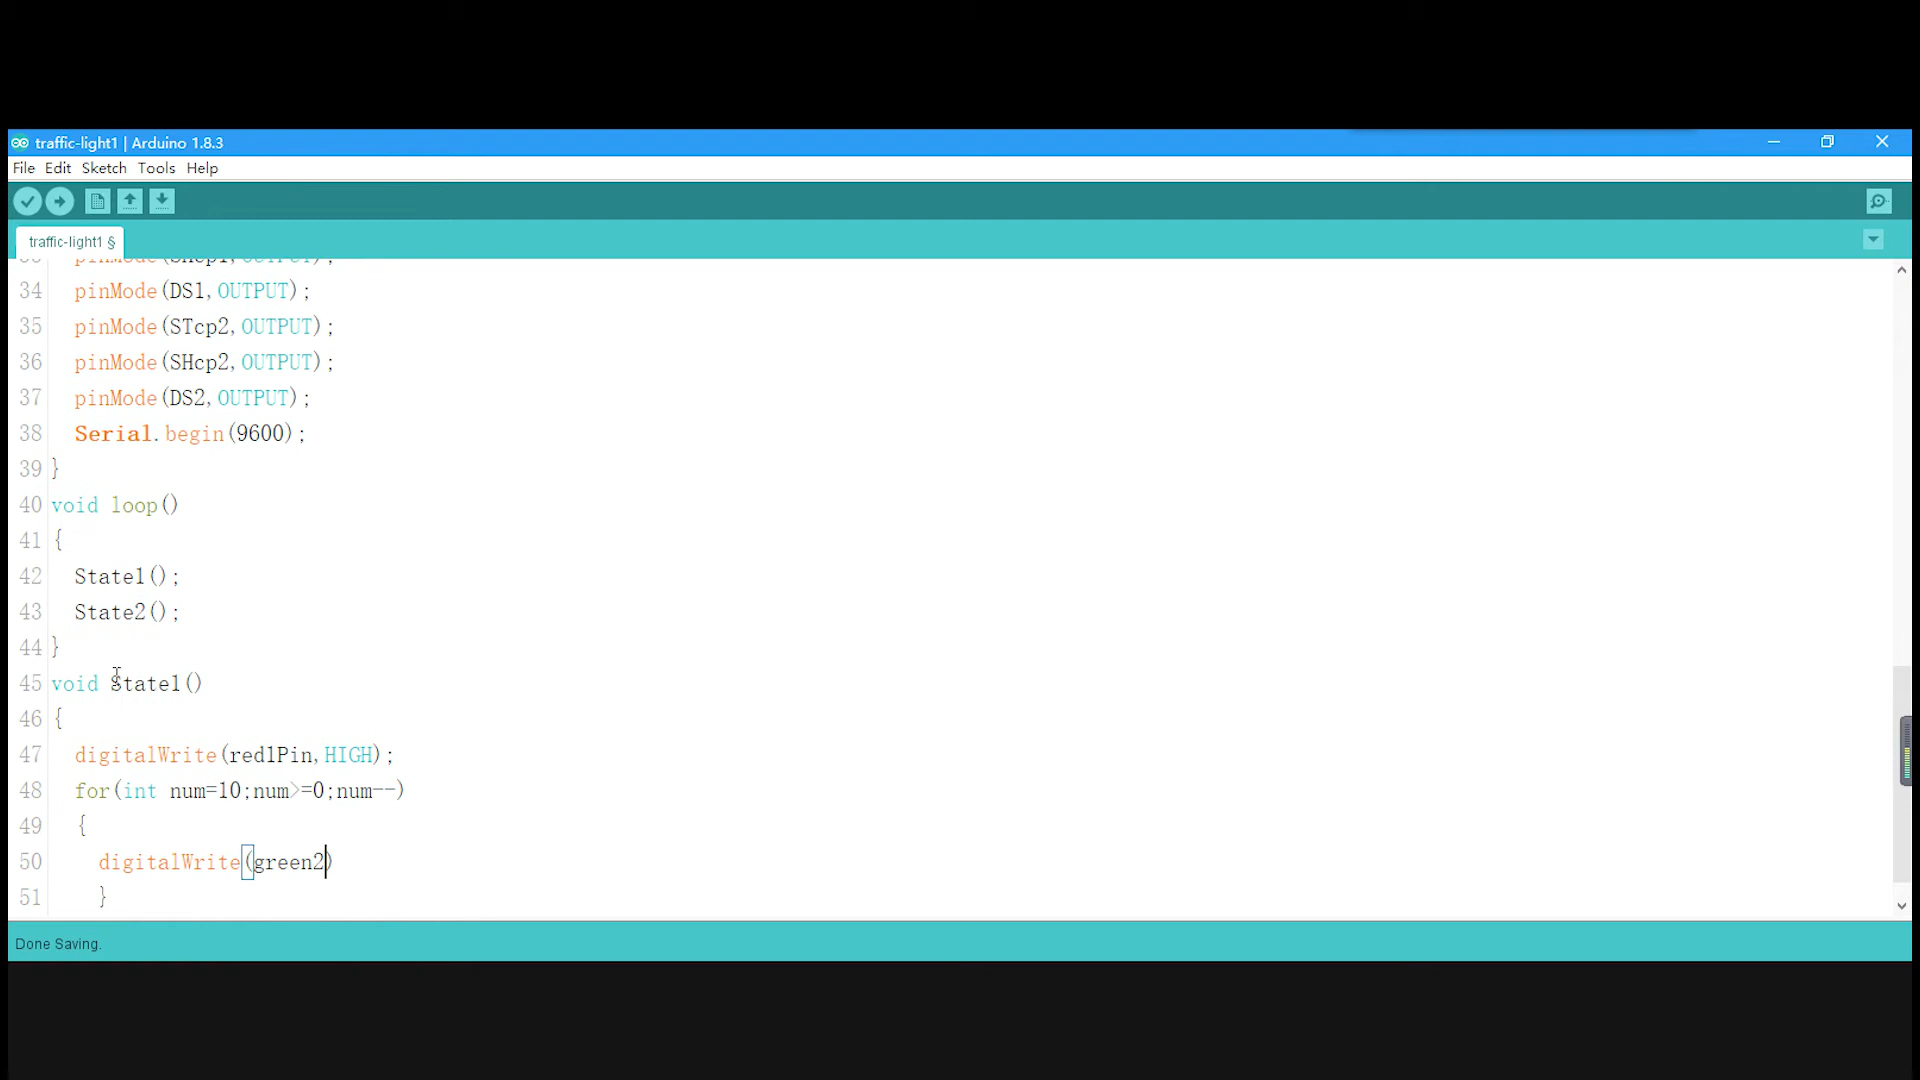 traffic-light1 | Arduino 1.8.3
File Edit Sketch Tools Help
traffic-light1 §
34 pinMode(DS1,OUTPUT);
35 pinMode(STcp2,OUTPUT);
36 pinMode(SHcp2,OUTPUT);
37 pinMode(DS2,OUTPUT);
38 Serial.begin(9600);
39 }
40 void loop()
41 {
42 State1();
43 State2();
44 }
45 void State1()
46 {
47 digitalWrite(red1Pin,HIGH);
48 for(int num=10;num>=0;num--)
49 {
50 digitalWrite(green2)
51 }
Done Saving.